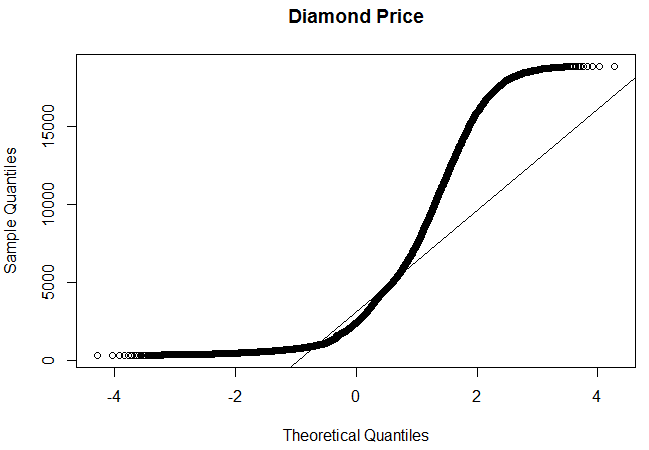 Diamond Price
Sample Quantiles
15000
10000
5000
0
-4 -2 0 2 4
Theoretical Quantiles